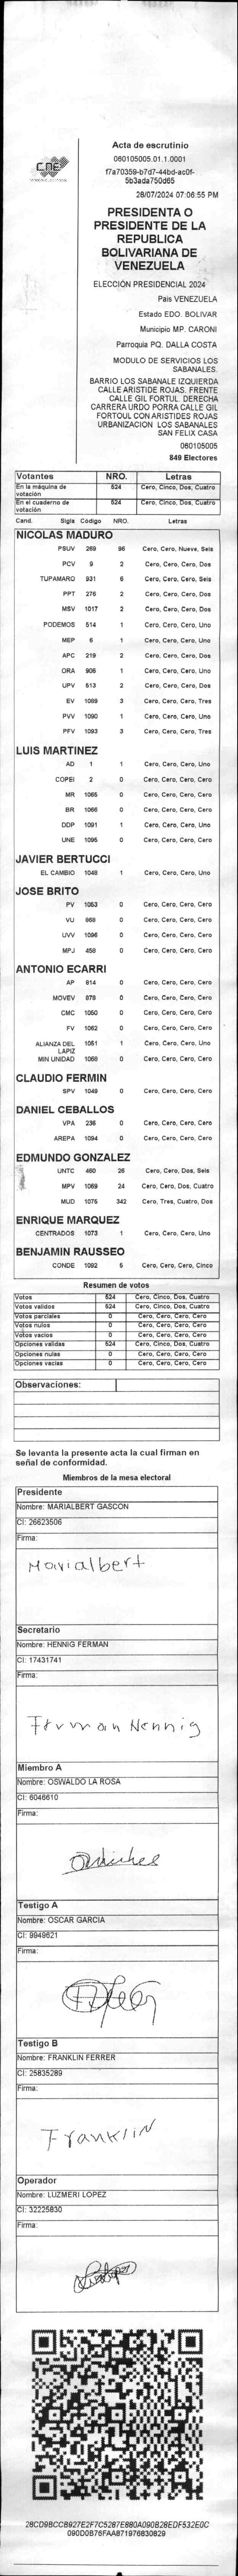 CNE
Acta de escrutinio
060105005.01.1.0001
f7a70359-b7d7-44bd-ac0f-
5b3ada750d65
28/07/2024 07:06:55 PM
PRESIDENTA O
PRESIDENTE DE LA
REPUBLICA
BOLIVARIANA DE
VENEZUELA
ELECCIÓN PRESIDENCIAL 2024
Pais VENEZUELA
Estado EDO. BOLIVAR
Municipio MP. CARONI
Parroquia PQ. DALLA COSTA
MODULO DE SERVICIOS LOS
SABANALES.
BARRIO LOS SABANALE IZQUIERDA
CALLE ARISTIDE ROJAS. FRENTE
CALLE GIL FORTUL. DERECHA
CARRERA URDO PORRA CALLE GIL
FORTOUL CON ARISTIDES ROJAS
URBANIZACION LOS SABANALES
SAN FELIX CASA
060105005
849 Electores
Votantes NRO. Letras
En la máquina de votación 524 Cero, Cinco, Dos, Cuatro
En el cuaderno de votación 524 Cero, Cinco, Dos, Cuatro
Cand. Sigla Código NRO. Letras
NICOLAS MADURO
PSUV 269 96 Cero, Cero, Nueve, Seis
PCV 9 2 Cero, Cero, Cero, Dos
TUPAMARO 931 6 Cero, Cero, Cero, Seis
PPT 276 2 Cero, Cero, Cero, Dos
MSV 1017 2 Cero, Cero, Cero, Dos
PODEMOS 514 1 Cero, Cero, Cero, Uno
MEP 6 1 Cero, Cero, Cero, Uno
APC 219 2 Cero, Cero, Cero, Dos
ORA 906 1 Cero, Cero, Cero, Uno
UPV 513 2 Cero, Cero, Cero, Dos
EV 1089 3 Cero, Cero, Cero, Tres
PVV 1090 1 Cero, Cero, Cero, Uno
PFV 1093 3 Cero, Cero, Cero, Tres
LUIS MARTINEZ
AD 1 1 Cero, Cero, Cero, Uno
COPEI 2 0 Cero, Cero, Cero, Cero
MR 1065 0 Cero, Cero, Cero, Cero
BR 1066 0 Cero, Cero, Cero, Cero
DDP 1091 1 Cero, Cero, Cero, Uno
UNE 1095 0 Cero, Cero, Cero, Cero
JAVIER BERTUCCI
EL CAMBIO 1048 1 Cero, Cero, Cero, Uno
JOSE BRITO
PV 1053 0 Cero, Cero, Cero, Cero
VU 868 0 Cero, Cero, Cero, Cero
UVV 1096 0 Cero, Cero, Cero, Cero
MPJ 458 0 Cero, Cero, Cero, Cero
ANTONIO ECARRI
AP 814 0 Cero, Cero, Cero, Cero
MOVEV 878 0 Cero, Cero, Cero, Cero
CMC 1050 0 Cero, Cero, Cero, Cero
FV 1062 0 Cero, Cero, Cero, Cero
ALIANZA DEL LAPIZ 1051 1 Cero, Cero, Cero, Uno
MIN UNIDAD 1068 0 Cero, Cero, Cero, Cero
CLAUDIO FERMIN
SPV 1049 0 Cero, Cero, Cero, Cero
DANIEL CEBALLOS
VPA 236 0 Cero, Cero, Cero, Cero
AREPA 1094 0 Cero, Cero, Cero, Cero
EDMUNDO GONZALEZ
UNTC 460 26 Cero, Cero, Dos, Seis
MPV 1069 24 Cero, Cero, Dos, Cuatro
MUD 1075 342 Cero, Tres, Cuatro, Dos
ENRIQUE MARQUEZ
CENTRADOS 1073 1 Cero, Cero, Cero, Uno
BENJAMIN RAUSSEO
CONDE 1092 5 Cero, Cero, Cero, Cinco
Resumen de votos
Votos 524 Cero, Cinco, Dos, Cuatro
Votos validos 524 Cero, Cinco, Dos, Cuatro
Votos parciales 0 Cero, Cero, Cero, Cero
Votos nulos 0 Cero, Cero, Cero, Cero
Votos vacios 0 Cero, Cero, Cero, Cero
Opciones validas 524 Cero, Cinco, Dos, Cuatro
Opciones nulas 0 Cero, Cero, Cero, Cero
Opciones vacias 0 Cero, Cero, Cero, Cero
Observaciones:
Se levanta la presente acta la cual firman en
señal de conformidad.
Miembros de la mesa electoral
Presidente
Nombre: MARIALBERT GASCON
CI: 26623506
Firma:
Marialbert
Secretario
Nombre: HENNIG FERMAN
CI: 17431741
Firma:
Ferman Hennig
Miembro A
Nombre: OSWALDO LA ROSA
CI: 6046610
Firma:
Testigo A
Nombre: OSCAR GARCIA
CI: 9949621
Firma:
Testigo B
Nombre: FRANKLIN FERRER
CI: 25835289
Firma:
Franklin
Operador
Nombre: LUZMERI LOPEZ
CI: 32225830
Firma:
28CD9BCCB927E2F7C5287E680A090B28EDF532E0C
090D0B76FAA871976830829